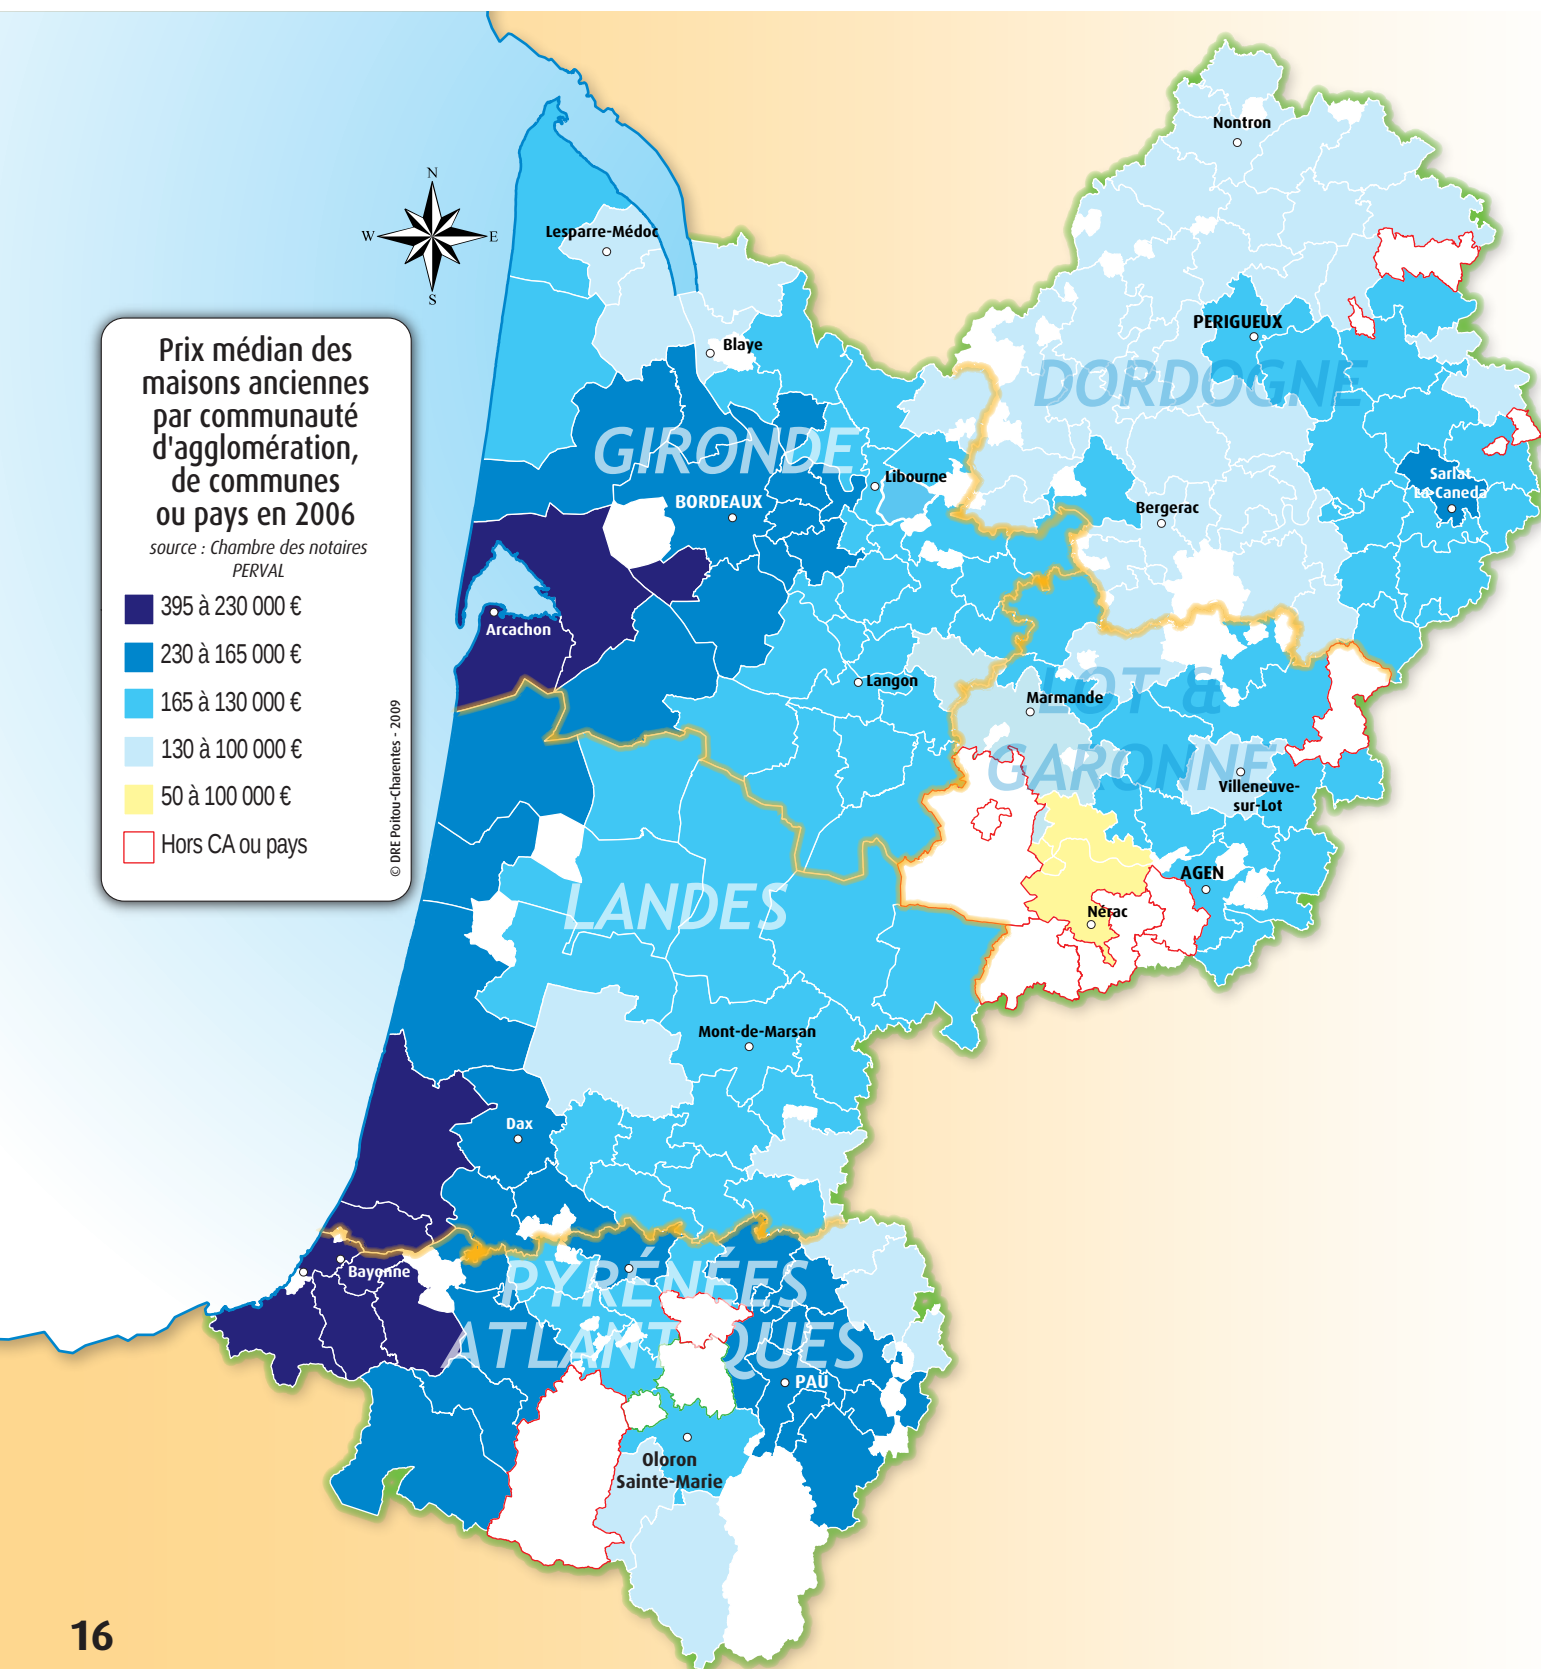 N
W
E
S
Prix médian des
maisons anciennes
par communauté
d'agglomération,
de communes
ou pays en 2006
source : Chambre des notaires
PERVAL
395 à 230 000 €
230 à 165 000 €
165 à 130 000 €
130 à 100 000 €
50 à 100 000 €
Hors CA ou pays
© DRE Poitou-Charentes - 2009
Nontron
Lesparre-Médoc
PERIGUEUX
Blaye
DORDOGNE
GIRONDE
Libourne
Sarlat
La-Caneda
BORDEAUX
Bergerac
Arcachon
Langon
LOT &
Marmande
GARONNE
Villeneuve-
sur-Lot
AGEN
LANDES
Nérac
Mont-de-Marsan
Dax
Bayonne
PYRÉNÉES
ATLANTIQUES
PAU
Oloron
Sainte-Marie
16